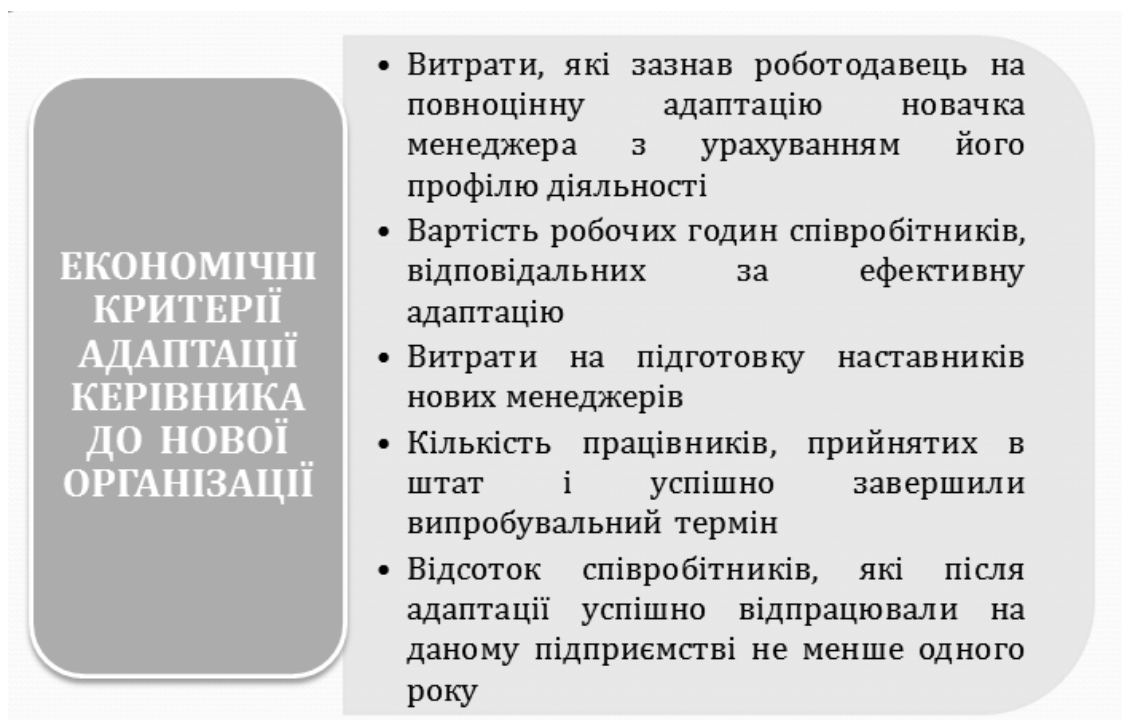 ЕКОНОМІЧНІ
КРИТЕРІЇ
АДАПТАЦІЇ
КЕРІВНИКА
ДО НОВОЇ
ОРГАНІЗАЦІЇ
• Витрати, які зазнав роботодавець на
повноцінну адаптацію новачка
менеджера з урахуванням його
профілю діяльності
• Вартість робочих годин співробітників,
відповідальних за ефективну
адаптацію
• Витрати на підготовку наставників
нових менеджерів
• Кількість працівників, прийнятих в
штат і успішно завершили
випробувальний термін
• Відсоток співробітників, які після
адаптації успішно відпрацювали на
даному підприємстві не менше одного
року